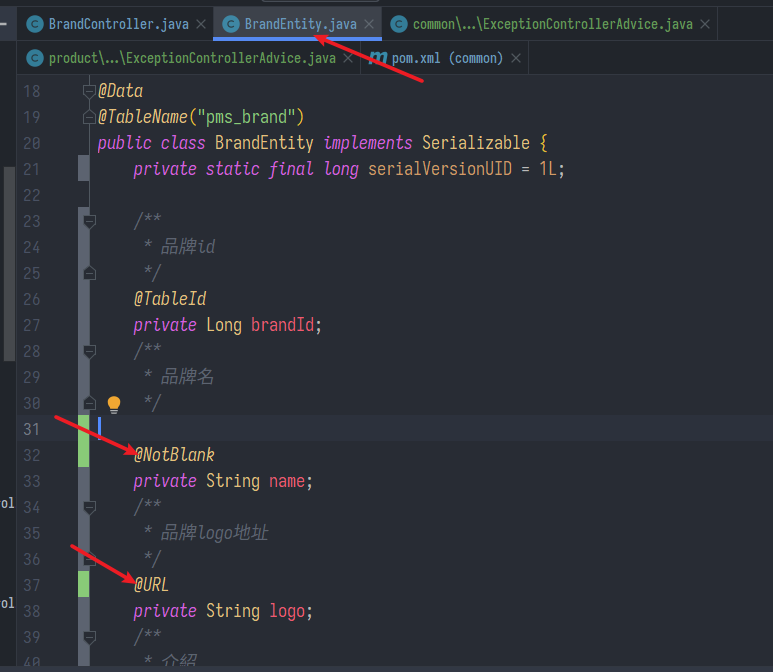 BrandController.java
BrandEntity.java
common\...\ExceptionControllerAdvice.java
product\...\ExceptionControllerAdvice.java
pom.xml (common)
18 @Data
19 @TableName("pms_brand")
20 public class BrandEntity implements Serializable {
21 private static final long serialVersionUID = 1L;
22
23 /**
24 * 品牌id
25 */
26 @TableId
27 private Long brandId;
28 /**
29 * 品牌名
30 */
31
32 @NotBlank
33 private String name;
ol
34 /**
35 * 品牌logo地址
36 */
37 @URL
ol
38 private String logo;
39 /**
40 * 介绍